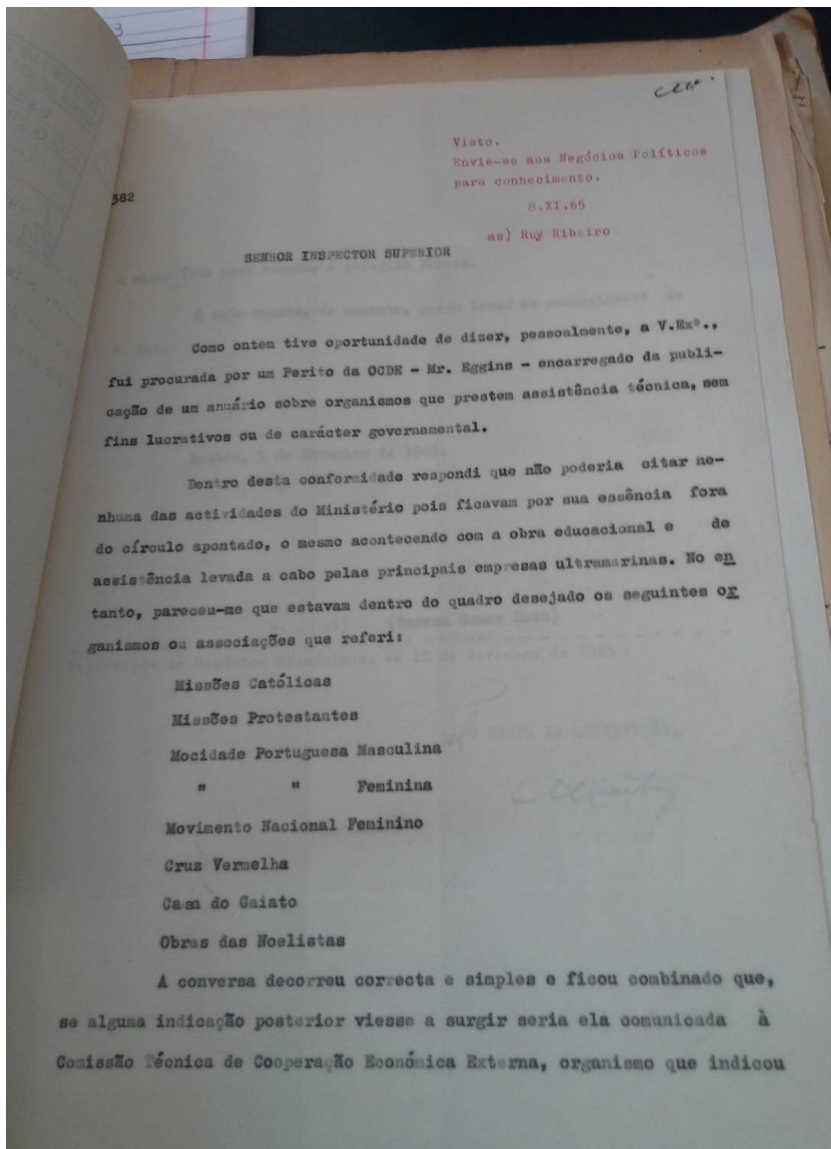 3
Visto.
Envie-se aos Negócios Políticos
para conhecimento.
8.XI.65
as) Ruy Ribeiro
582
SENHOR INSPECTOR SUPERIOR
Como ontem tive oportunidade de dizer, pessoalmente, a V.Exª.,
fui procurada por um Perito da OCDE - Mr. Eggins - encarregado da publi-
cação de um anuário sobre organismos que prestem assistência técnica, sem
fins lucrativos ou de carácter governamental.
Dentro desta conformidade respondi que não poderia citar ne-
nhuma das actividades do Ministério pois ficavam por sua essência fora
do círculo apontado, o mesmo acontecendo com a obra educacional e de
assistência levada a cabo pelas principais empresas ultramarinas. No en
tanto, pareceu-me que estavam dentro do quadro desejado os seguintes or
ganismos ou associações que referi:
Missões Católicas
Missões Protestantes
Mocidade Portuguesa Masculina
" " Feminina
Movimento Nacional Feminino
Cruz Vermelha
Casa do Gaiato
Obras das Noelistas
A conversa decorreu correcta e simples e ficou combinado que,
se alguma indicação posterior viesse a surgir seria ela comunicada à
Comissão Técnica de Cooperação Económica Externa, organismo que indicou